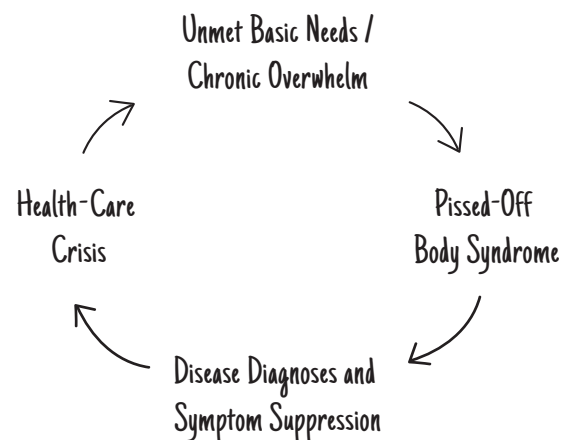 Unmet Basic Needs /
Chronic Overwhelm
Pissed-Off
Body Syndrome
Disease Diagnoses and
Symptom Suppression
Health-Care
Crisis